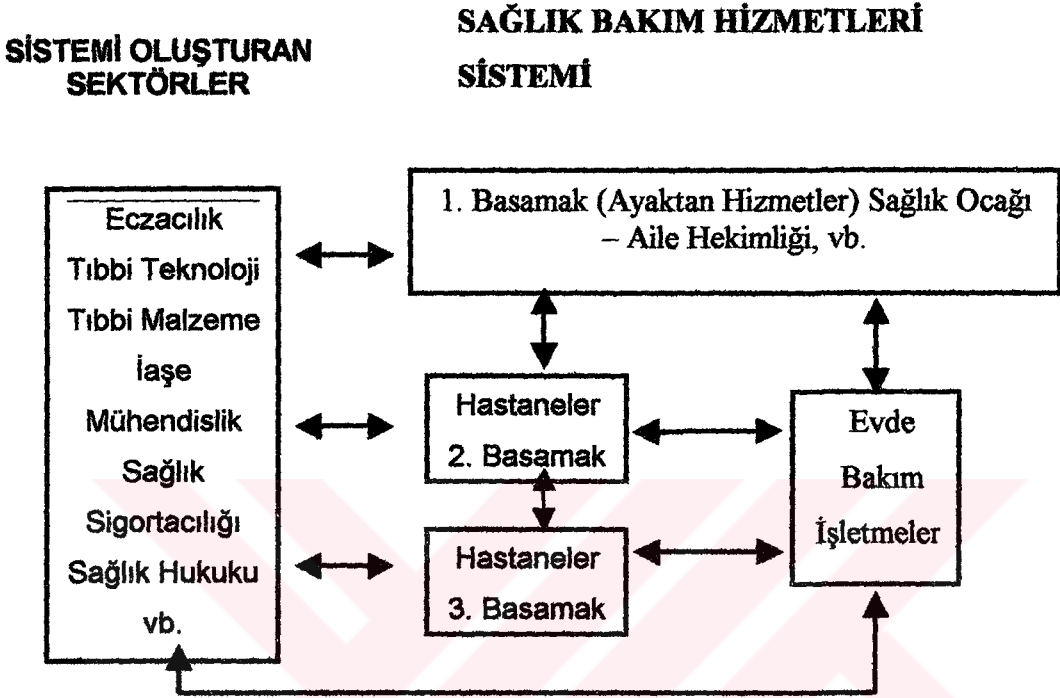 SAĞLIK BAKIM HİZMETLERİ
SİSTEMİ
SİSTEMİ OLUŞTURAN
SEKTÖRLER
Eczacılık
Tıbbi Teknoloji
Tıbbi Malzeme
İaşe
Mühendislik
Sağlık
Sigortacılığı
Sağlık Hukuku
vb.
1. Basamak (Ayaktan Hizmetler) Sağlık Ocağı
– Aile Hekimliği, vb.
Hastaneler
2. Basamak
Hastaneler
3. Basamak
Evde
Bakım
İşletmeler